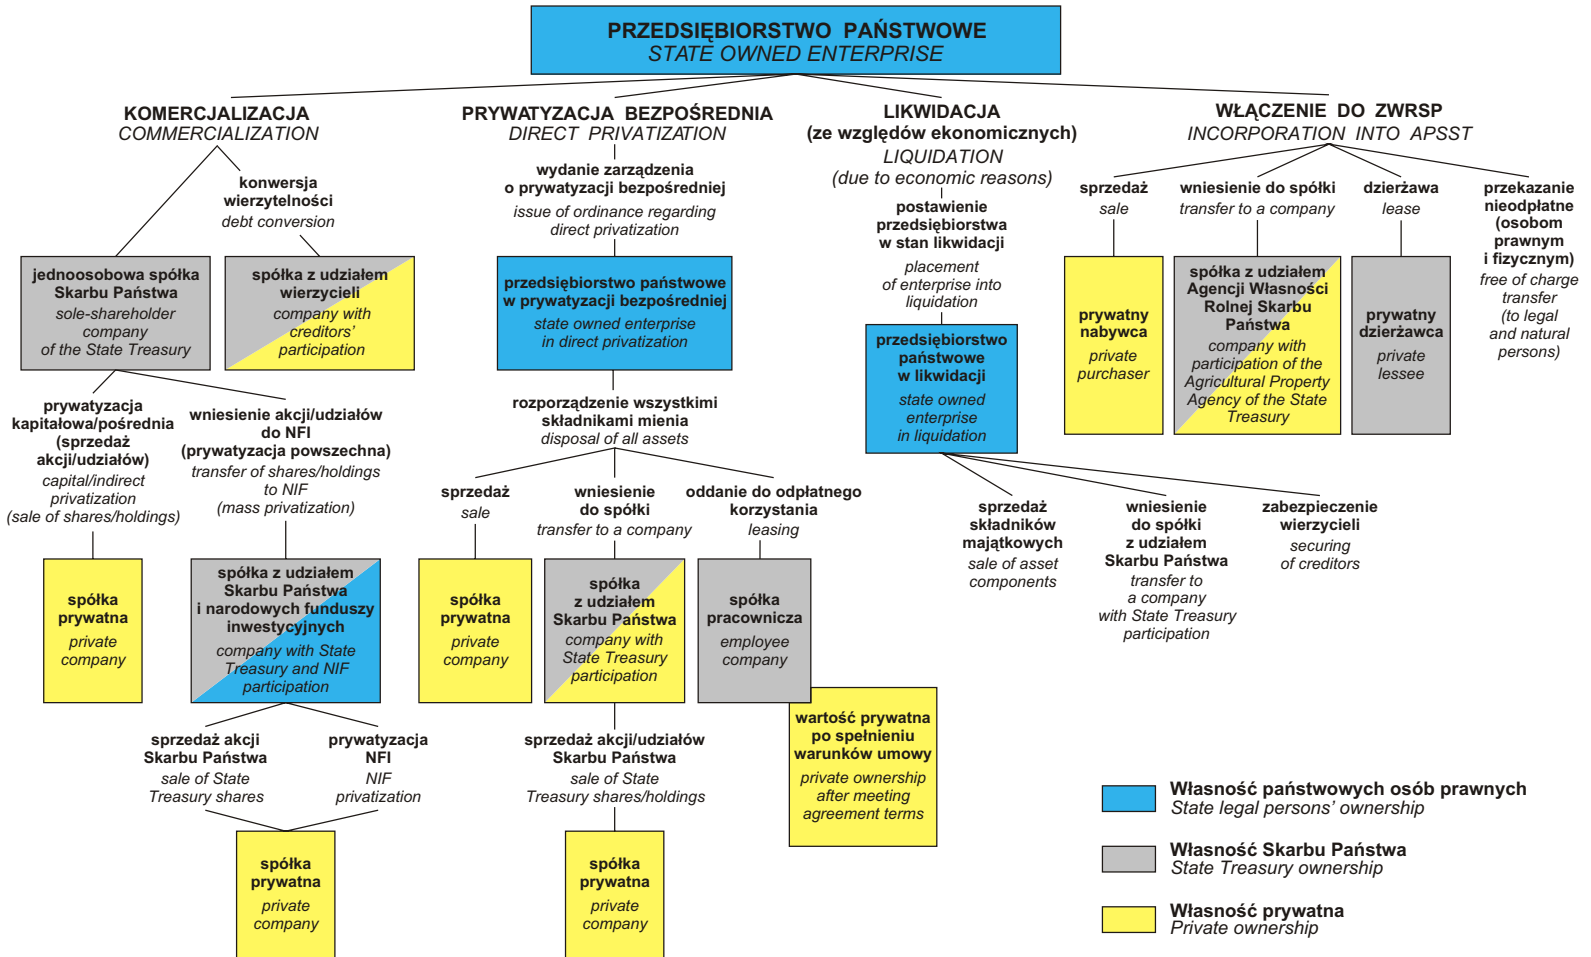 PRZEDSIĘBIORSTWO PAŃSTWOWE
STATE OWNED ENTERPRISE
KOMERCJALIZACJA
COMMERCIALIZATION
konwersja
wierzytelności
debt conversion
jednoosobowa spółka
Skarbu Państwa
sole-shareholder
company
of the State Treasury
spółka z udziałem
wierzycieli
company with
creditors'
participation
prywatyzacja
kapitałowa/pośrednia
(sprzedaż
akcji/udziałów)
capital/indirect
privatization
(sale of shares/holdings)
wniesienie akcji/udziałów
do NFI
(prywatyzacja powszechna)
transfer of shares/holdings
to NIF
(mass privatization)
spółka
prywatna
private
company
spółka z udziałem
Skarbu Państwa
i narodowych funduszy
inwestycyjnych
company with State
Treasury and NIF
participation
sprzedaż akcji
Skarbu Państwa
sale of State
Treasury shares
prywatyzacja
NFI
NIF
privatization
spółka
prywatna
private
company
PRYWATYZACJA BEZPOŚREDNIA
DIRECT PRIVATIZATION
wydanie zarządzenia
o prywatyzacji bezpośredniej
issue of ordinance regarding
direct privatization
przedsiębiorstwo państwowe
w prywatyzacji bezpośredniej
state owned enterprise
in direct privatization
rozporządzenie wszystkimi
składnikami mienia
disposal of all assets
sprzedaż
sale
wniesienie
do spółki
transfer to a company
oddanie do odpłatnego
korzystania
leasing
spółka
prywatna
private
company
spółka
z udziałem
Skarbu Państwa
company with
State Treasury
participation
spółka
pracownicza
employee
company
wartość prywatna
po spełnieniu
warunków umowy
private ownership
after meeting
agreement terms
sprzedaż akcji/udziałów
Skarbu Państwa
sale of State
Treasury shares/holdings
spółka
prywatna
private
company
LIKWIDACJA
(ze względów ekonomicznych)
LIQUIDATION
(due to economic reasons)
postawienie
przedsiębiorstwa
w stan likwidacji
placement
of enterprise into
liquidation
przedsiębiorstwo
państwowe
w likwidacji
state owned
enterprise
in liquidation
sprzedaż
składników
majątkowych
sale of asset
components
wniesienie
do spółki
z udziałem
Skarbu Państwa
transfer to
a company
with State Treasury
participation
zabezpieczenie
wierzycieli
securing
of creditors
WŁĄCZENIE DO ZWRSP
INCORPORATION INTO APSST
sprzedaż
sale
wniesienie do spółki
transfer to a company
dzierżawa
lease
przekazanie
nieodpłatne
(osobom
prawnym
i fizycznym)
free of charge
transfer
(to legal
and natural
persons)
prywatny
nabywca
private
purchaser
spółka z udziałem
Agencji Własności
Rolnej Skarbu
Państwa
company with
participation of the
Agricultural Property
Agency of the State
Treasury
prywatny
dzierżawca
private
lessee
Własność państwowych osób prawnych
State legal persons' ownership
Własność Skarbu Państwa
State Treasury ownership
Własność prywatna
Private ownership